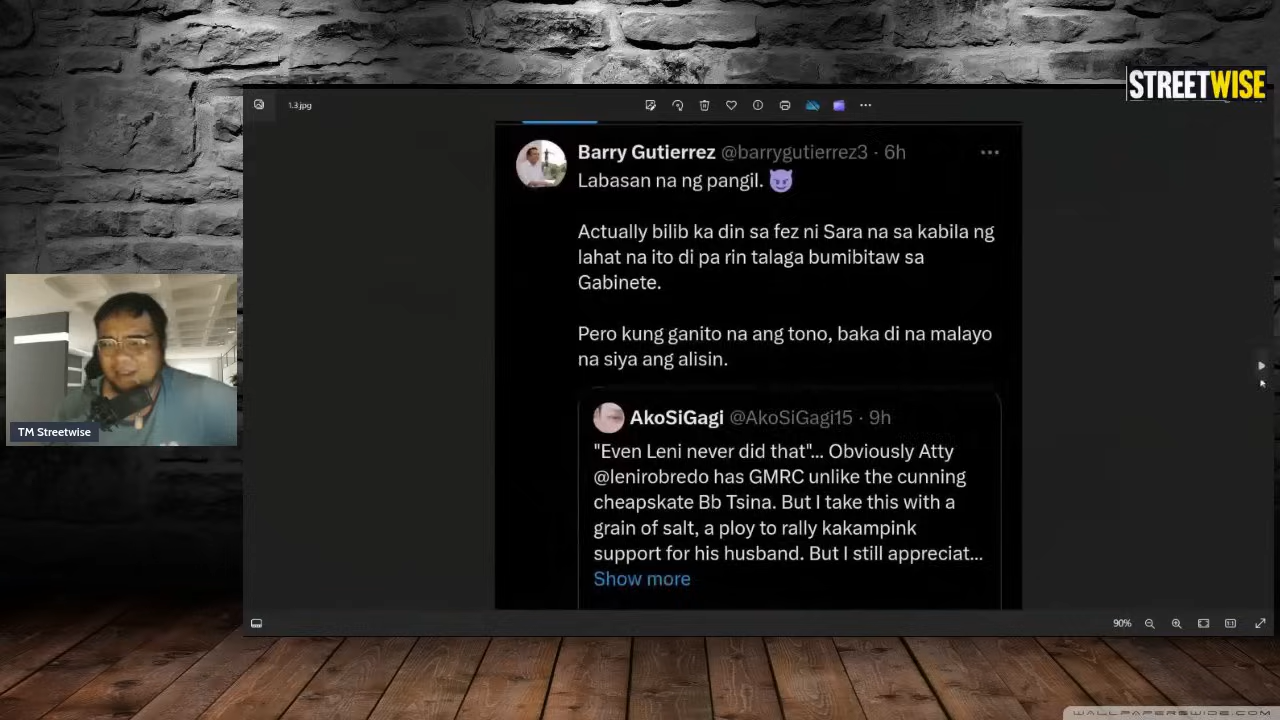 STREETWISE
1.3.jpg
Barry Gutierrez @barrygutierrez3 · 6h
Labasan na ng pangil. 😈
Actually bilib ka din sa fez ni Sara na sa kabila ng
lahat na ito di pa rin talaga bumibitaw sa
Gabinete.
Pero kung ganito na ang tono, baka di na malayo
na siya ang alisin.
AkoSiGagi @AkoSiGagi15 · 9h
"Even Leni never did that"... Obviously Atty
@lenirobredo has GMRC unlike the cunning
cheapskate Bb Tsina. But I take this with a
grain of salt, a ploy to rally kakampink
support for his husband. But I still appreciat...
Show more
TM Streetwise
90%
WALLPAPERSWIDE.COM